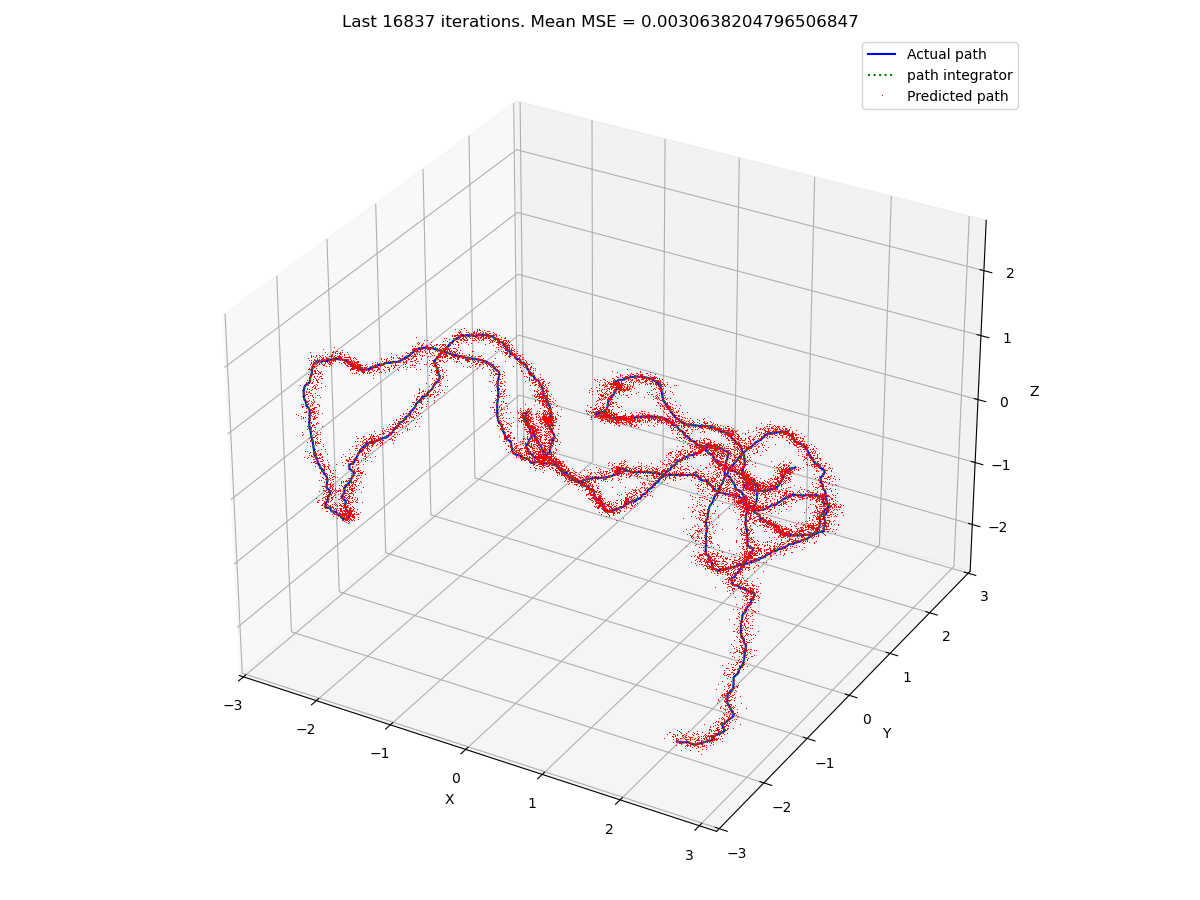 Last 16837 iterations. Mean MSE = 0.0030638204796506847
Actual path
path integrator
Predicted path
2
1
0
−1
−2
Z
3
2
1
0
−1
−2
−3
Y
−3
−2
−1
0
1
2
3
X